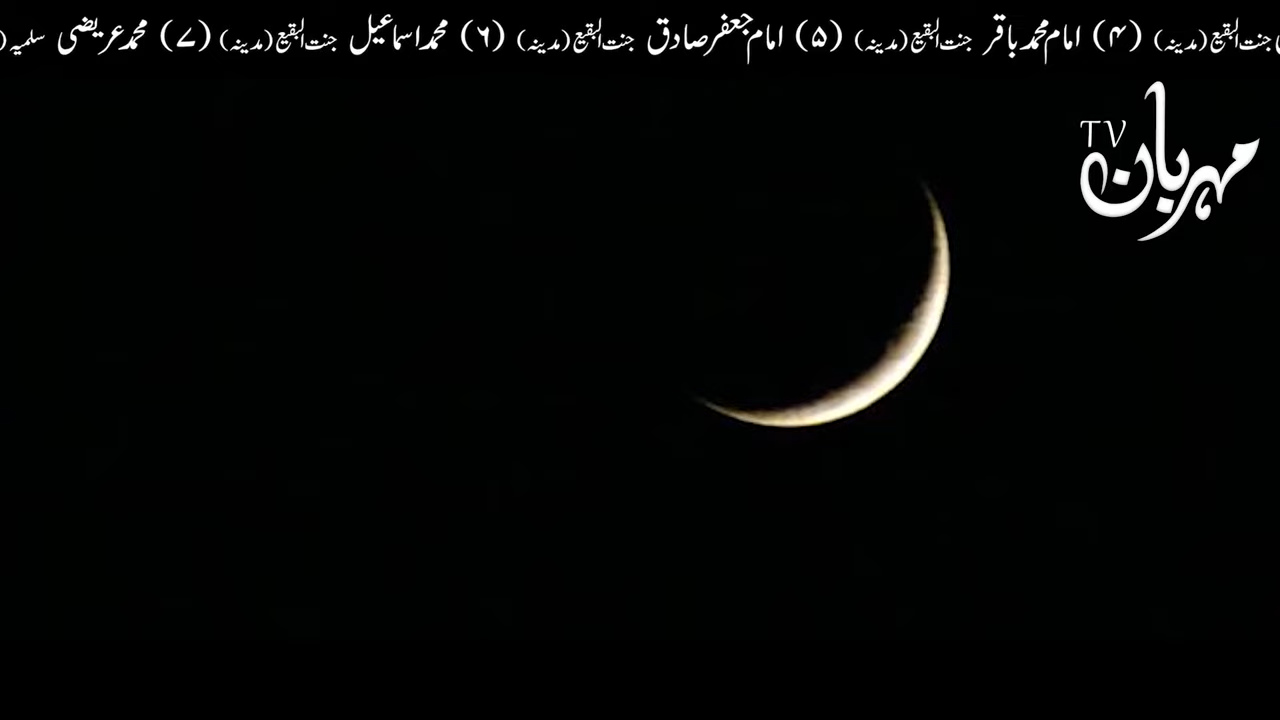 جنت البقیع (مدینہ) (۴) امام محمد باقر جنت البقیع (مدینہ) (۵) امام جعفر صادق جنت البقیع (مدینہ) (۶) محمد اسماعیل جنت البقیع (مدینہ) (۷) محمد عریضی سلمیہ (
مہربان TV